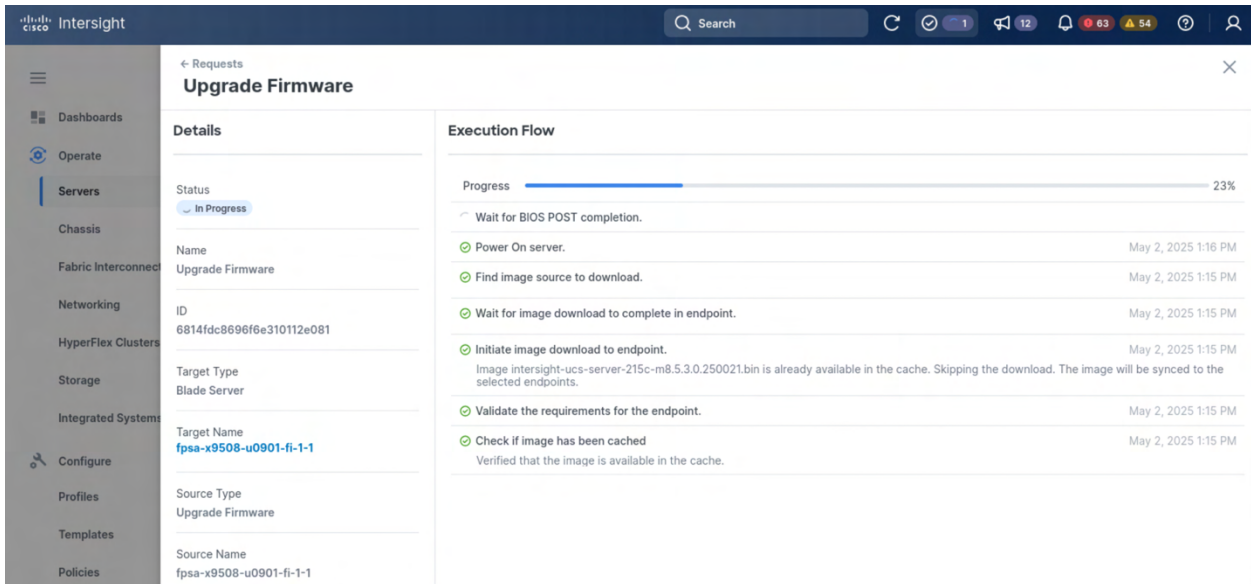 cisco Intersight
Search
1
12
63
54
Dashboards
Operate
Servers
Chassis
Fabric Interconnect
Networking
HyperFlex Clusters
Storage
Integrated Systems
Configure
Profiles
Templates
Policies
← Requests
Upgrade Firmware
Details
Status
In Progress
Name
Upgrade Firmware
ID
6814fdc8696f6e310112e081
Target Type
Blade Server
Target Name
fpsa-x9508-u0901-fi-1-1
Source Type
Upgrade Firmware
Source Name
fpsa-x9508-u0901-fi-1-1
Execution Flow
Progress 23%
Wait for BIOS POST completion.
Power On server. May 2, 2025 1:16 PM
Find image source to download. May 2, 2025 1:15 PM
Wait for image download to complete in endpoint. May 2, 2025 1:15 PM
Initiate image download to endpoint. May 2, 2025 1:15 PM
Image intersight-ucs-server-215c-m8.5.3.0.250021.bin is already available in the cache. Skipping the download. The image will be synced to the
selected endpoints.
Validate the requirements for the endpoint. May 2, 2025 1:15 PM
Check if image has been cached May 2, 2025 1:15 PM
Verified that the image is available in the cache.